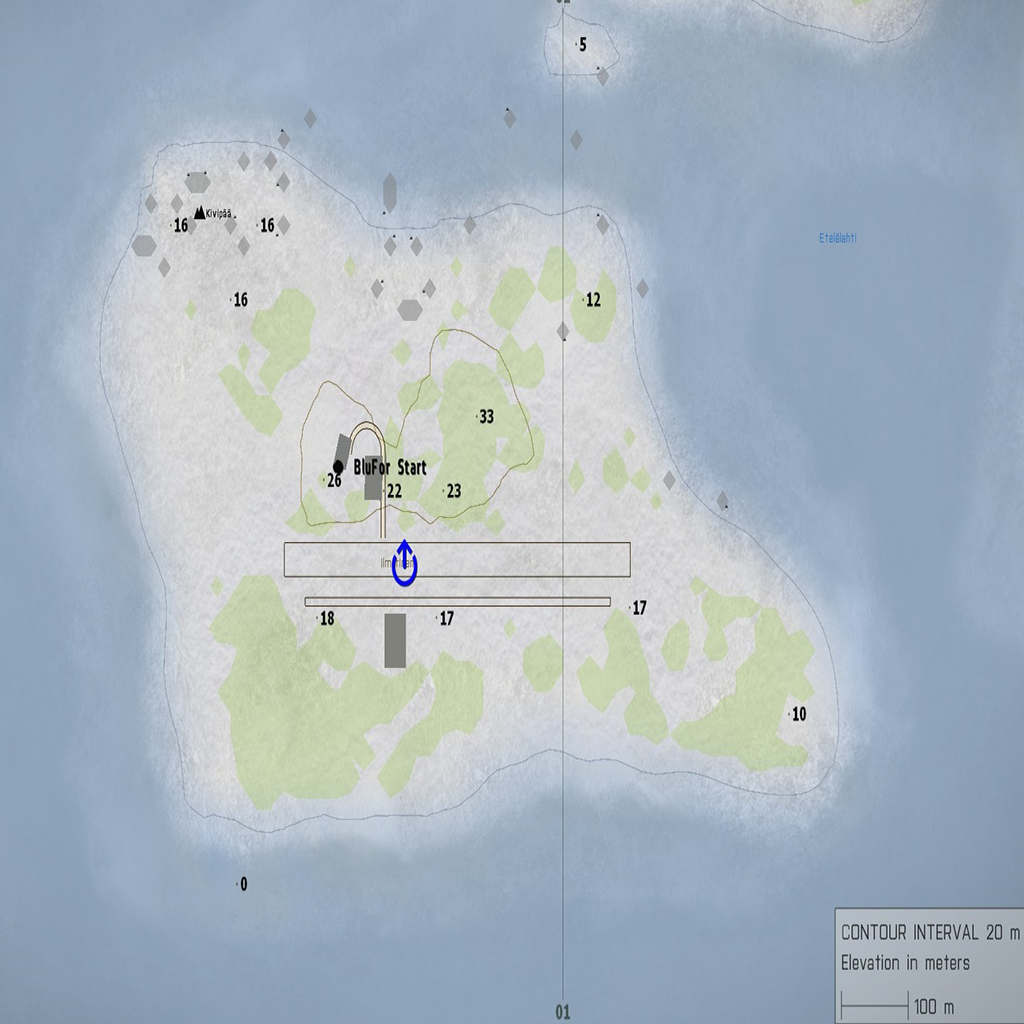 5
Kivipää
16
16
Etelälahti
16
12
33
BluFor Start
26
22
23
18
17
17
10
0
CONTOUR INTERVAL 20 m
Elevation in meters
100 m
01